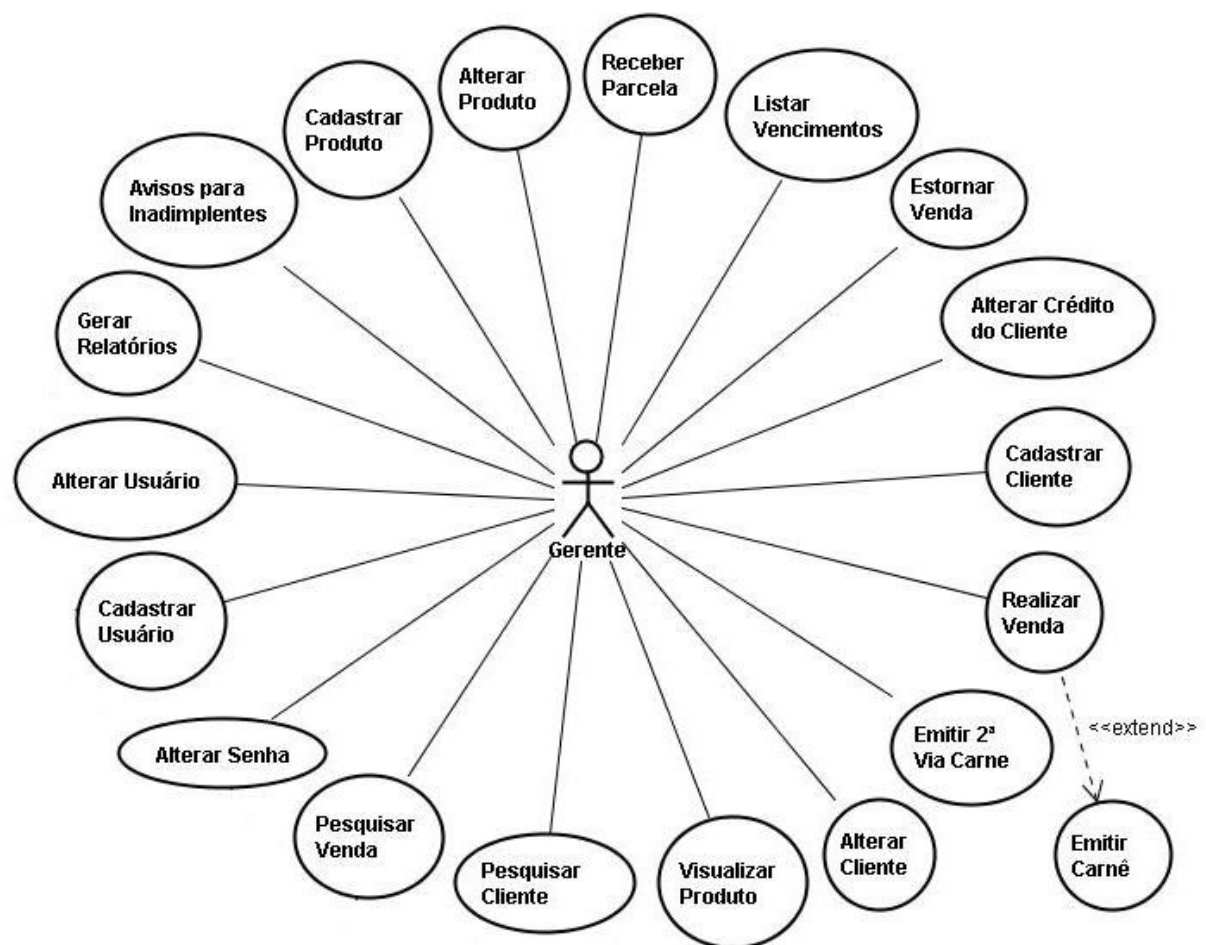 Alterar
Produto
Receber
Parcela
Cadastrar
Produto
Listar
Vencimentos
Avisos para
Inadimplentes
Estornar
Venda
Gerar
Relatórios
Alterar Crédito
do Cliente
Alterar Usuário
Cadastrar
Cliente
Gerente
Cadastrar
Usuário
Realizar
Venda
Alterar Senha
Emitir 2ª
Via Carne
<<extend>>
Pesquisar
Venda
Pesquisar
Cliente
Visualizar
Produto
Alterar
Cliente
Emitir
Carnê